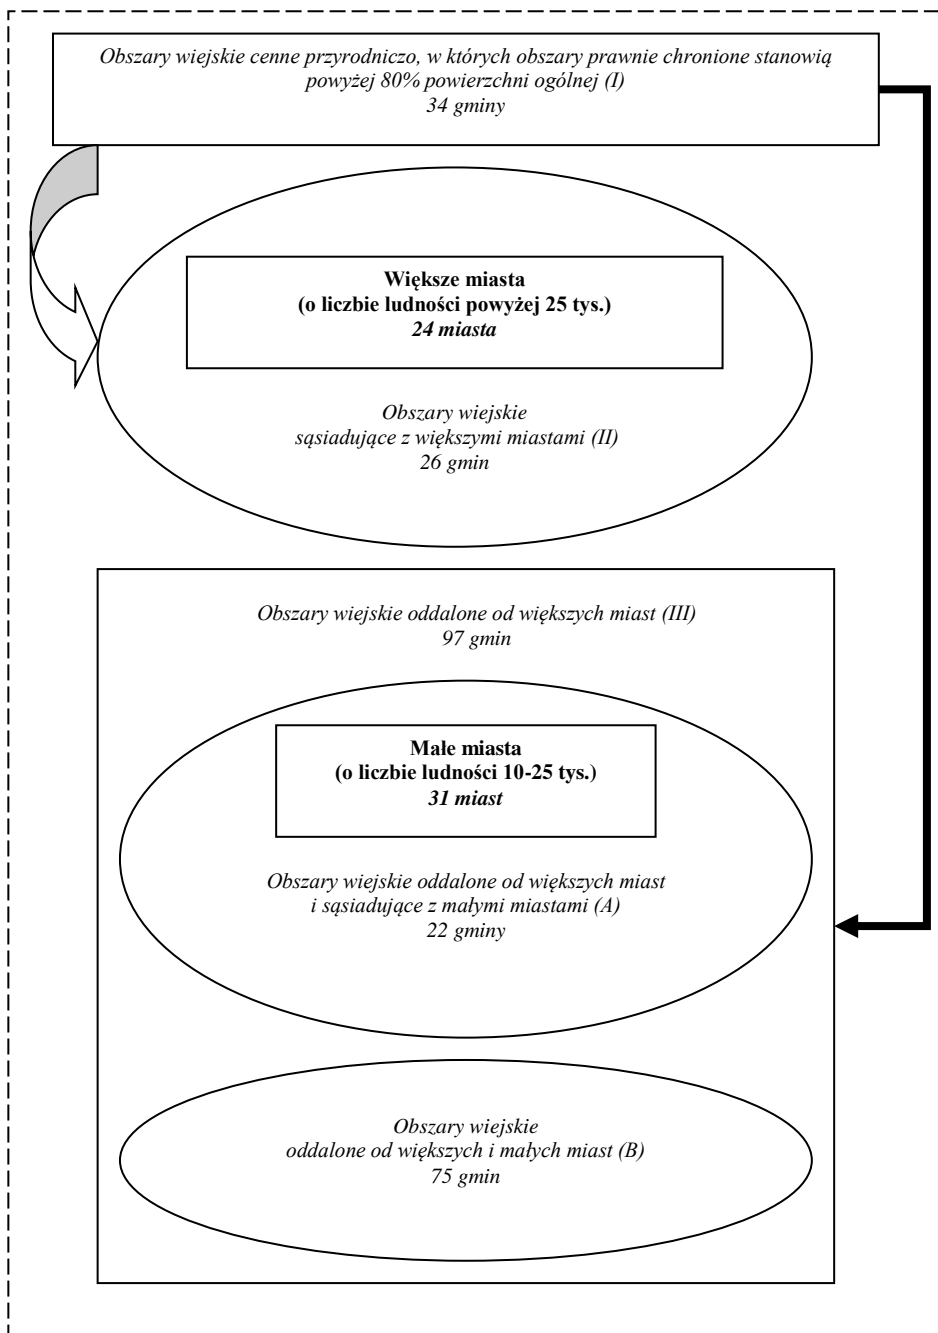 Obszary wiejskie cenne przyrodniczo, w których obszary prawnie chronione stanowią
powyżej 80% powierzchni ogólnej (I)
34 gminy
Większe miasta
(o liczbie ludności powyżej 25 tys.)
24 miasta
Obszary wiejskie
sąsiadujące z większymi miastami (II)
26 gmin
Obszary wiejskie oddalone od większych miast (III)
97 gmin
Małe miasta
(o liczbie ludności 10-25 tys.)
31 miast
Obszary wiejskie oddalone od większych miast
i sąsiadujące z małymi miastami (A)
22 gminy
Obszary wiejskie
oddalone od większych i małych miast (B)
75 gmin